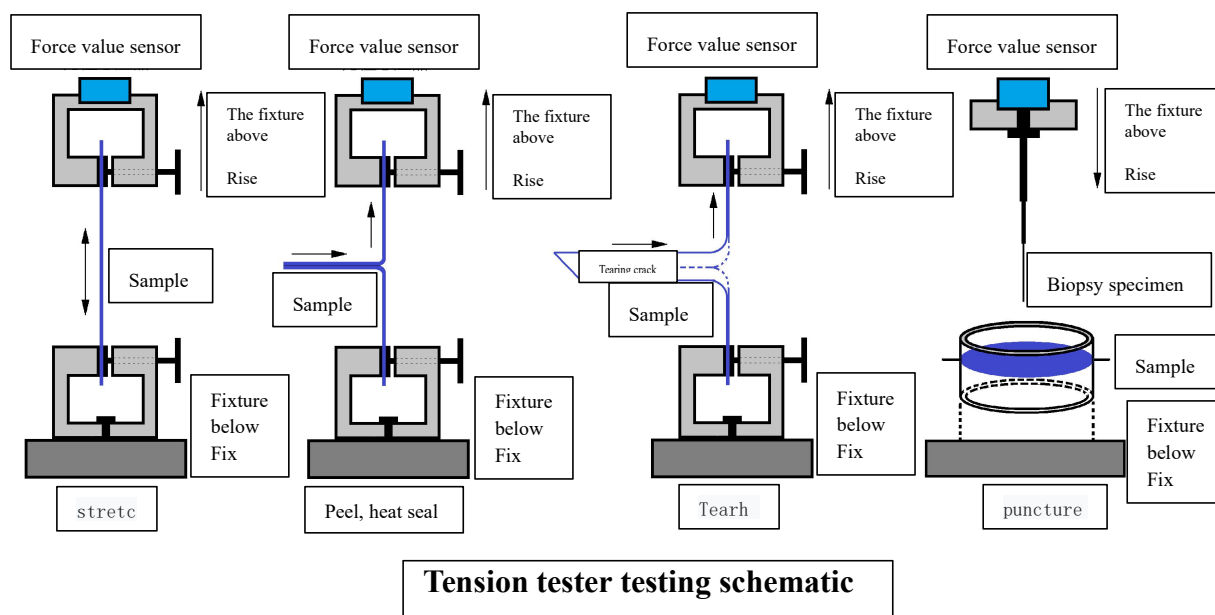 Force value sensor
Force value sensor
Force value sensor
Force value sensor
The fixture
above
Rise
The fixture
above
Rise
The fixture
above
Rise
The fixture
above
Rise
Sample
Sample
Tearing crack
Sample
Biopsy specimen
Sample
Fixture
below
Fix
Fixture
below
Fix
Fixture
below
Fix
Fixture
below
Fix
stretc
Peel, heat seal
Tearh
puncture
Tension tester testing schematic